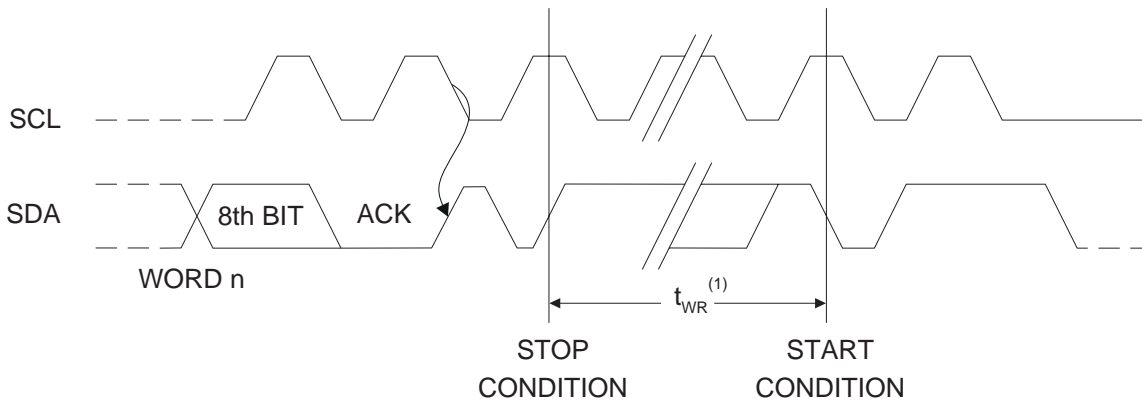 SCL
SDA
8th BIT
ACK
WORD n
tWR(1)
STOP
CONDITION
START
CONDITION